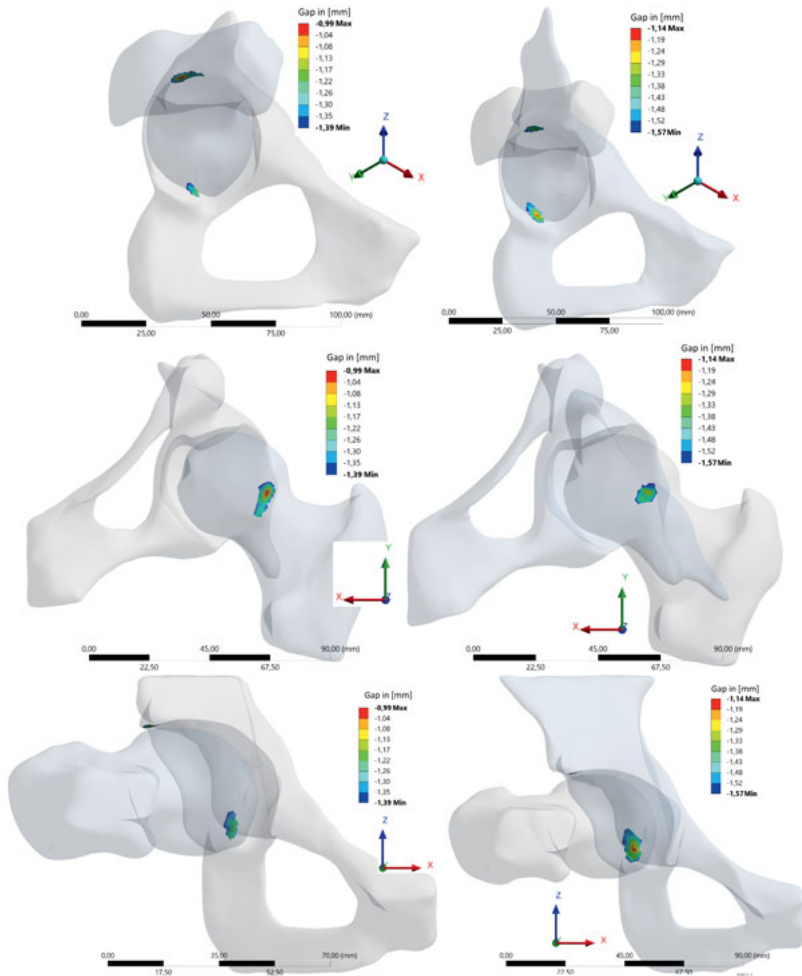 Gap in [mm]
-0,99 Max
-1,04
-1,08
-1,13
-1,17
-1,22
-1,26
-1,30
-1,35
-1,39 Min
Z
Y
X
0,00
50,00
100,00 (mm)
25,00
75,00
Gap in [mm]
-1,14 Max
-1,19
-1,24
-1,29
-1,33
-1,38
-1,43
-1,48
-1,52
-1,57 Min
Z
Y
X
0,00
50,00
100,00 (mm)
25,00
75,00
Gap in [mm]
-0,99 Max
-1,04
-1,08
-1,13
-1,17
-1,22
-1,26
-1,30
-1,35
-1,39 Min
Y
X
Z
0,00
45,00
90,00 (mm)
22,50
67,50
Gap in [mm]
-1,14 Max
-1,19
-1,24
-1,29
-1,33
-1,38
-1,43
-1,48
-1,52
-1,57 Min
Y
X
Z
0,00
45,00
90,00 (mm)
22,50
67,50
Gap in [mm]
-0,99 Max
-1,04
-1,08
-1,13
-1,17
-1,22
-1,26
-1,30
-1,35
-1,39 Min
Z
X
0,00
35,00
70,00 (mm)
17,50
52,50
Gap in [mm]
-1,14 Max
-1,19
-1,24
-1,29
-1,33
-1,38
-1,43
-1,48
-1,52
-1,57 Min
Z
X
0,00
45,00
90,00 (mm)
22,50
67,50